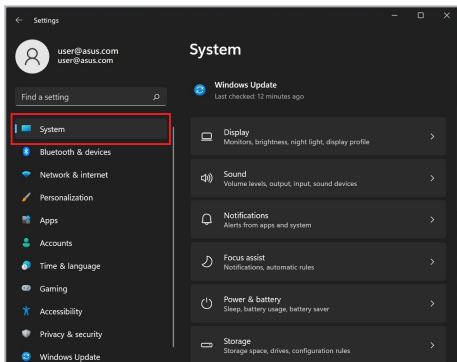 Settings
user@asus.com
user@asus.com
Find a setting
System
Bluetooth & devices
Network & internet
Personalization
Apps
Accounts
Time & language
Gaming
Accessibility
Privacy & security
Windows Update
System
Windows Update
Last checked: 12 minutes ago
Display
Monitors, brightness, night light, display profile
Sound
Volume levels, output, input, sound devices
Notifications
Alerts from apps and system
Focus assist
Notifications, automatic rules
Power & battery
Sleep, battery usage, battery saver
Storage
Storage space, drives, configuration rules